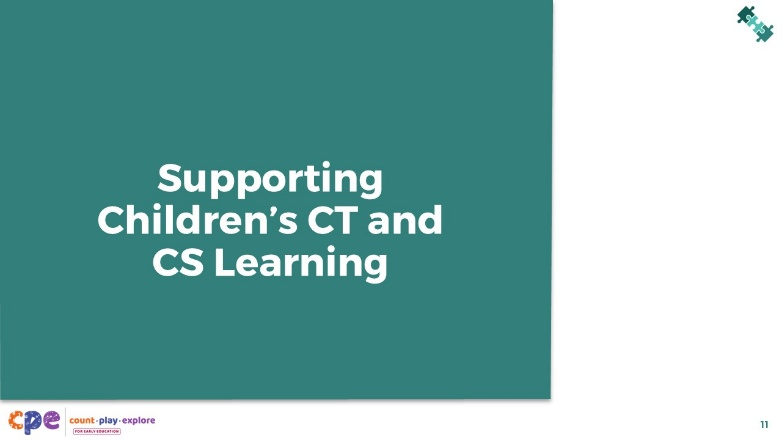 Supporting
Children’s CT and
CS Learning
cpe
count·play·explore
FOR EARLY EDUCATION
11